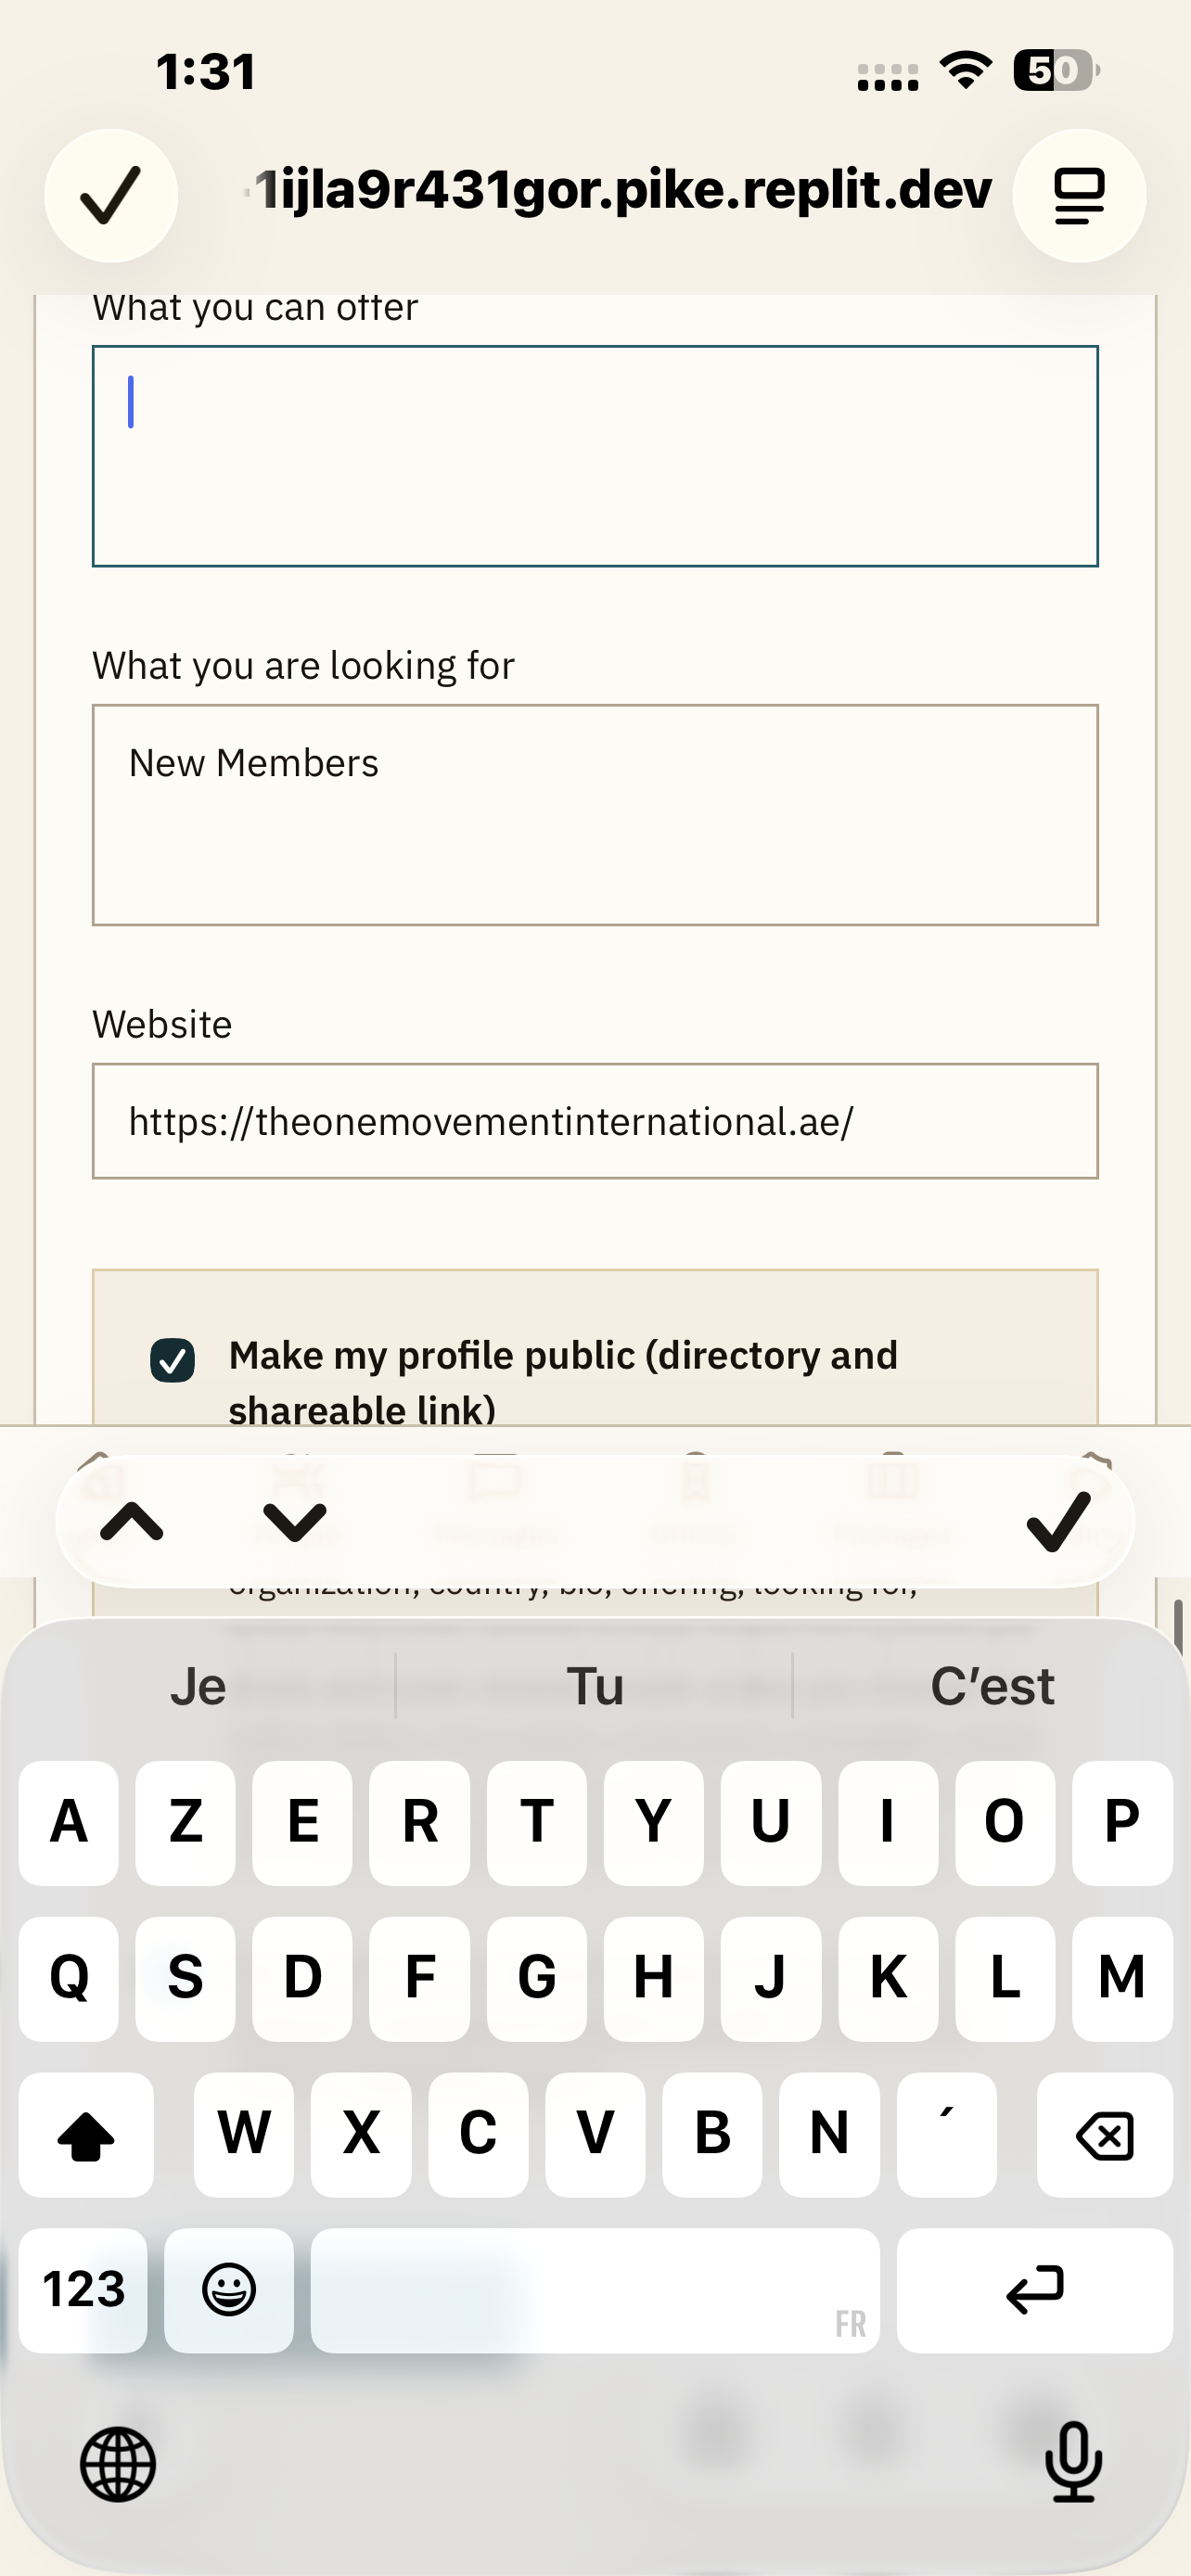 1:31
50
1ijla9r431gor.pike.replit.dev
What you can offer
What you are looking for
New Members
Website
https://theonemovementinternational.ae/
Make my profile public (directory and
shareable link)
organization, country, bio, offering, looking for,
Je Tu C'est
A Z E R T Y U I O P
Q S D F G H J K L M
W X C V B N ´
123
FR